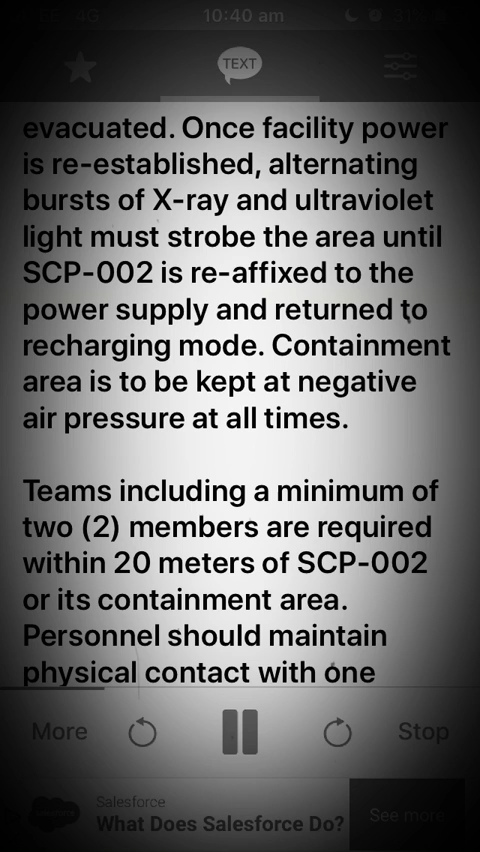 4G 10:40 am 31%
TEXT
evacuated. Once facility power
is re-established, alternating
bursts of X-ray and ultraviolet
light must strobe the area until
SCP-002 is re-affixed to the
power supply and returned to
recharging mode. Containment
area is to be kept at negative
air pressure at all times.
Teams including a minimum of
two (2) members are required
within 20 meters of SCP-002
or its containment area.
Personnel should maintain
physical contact with one
More Stop
Salesforce
What Does Salesforce Do?
See more